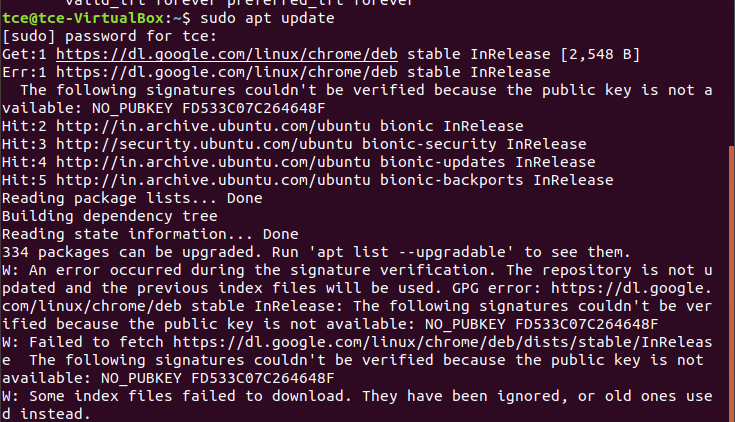 valid_lft forever preferred_lft forever
tce@tce-VirtualBox:~$ sudo apt update
[sudo] password for tce:
Get:1 https://dl.google.com/linux/chrome/deb stable InRelease [2,548 B]
Err:1 https://dl.google.com/linux/chrome/deb stable InRelease
  The following signatures couldn't be verified because the public key is not a
vailable: NO_PUBKEY FD533C07C264648F
Hit:2 http://in.archive.ubuntu.com/ubuntu bionic InRelease
Hit:3 http://security.ubuntu.com/ubuntu bionic-security InRelease
Hit:4 http://in.archive.ubuntu.com/ubuntu bionic-updates InRelease
Hit:5 http://in.archive.ubuntu.com/ubuntu bionic-backports InRelease
Reading package lists... Done
Building dependency tree
Reading state information... Done
334 packages can be upgraded. Run 'apt list --upgradable' to see them.
W: An error occurred during the signature verification. The repository is not u
pdated and the previous index files will be used. GPG error: https://dl.google.
com/linux/chrome/deb stable InRelease: The following signatures couldn't be ver
ified because the public key is not available: NO_PUBKEY FD533C07C264648F
W: Failed to fetch https://dl.google.com/linux/chrome/deb/dists/stable/InReleas
e  The following signatures couldn't be verified because the public key is not
available: NO_PUBKEY FD533C07C264648F
W: Some index files failed to download. They have been ignored, or old ones use
d instead.